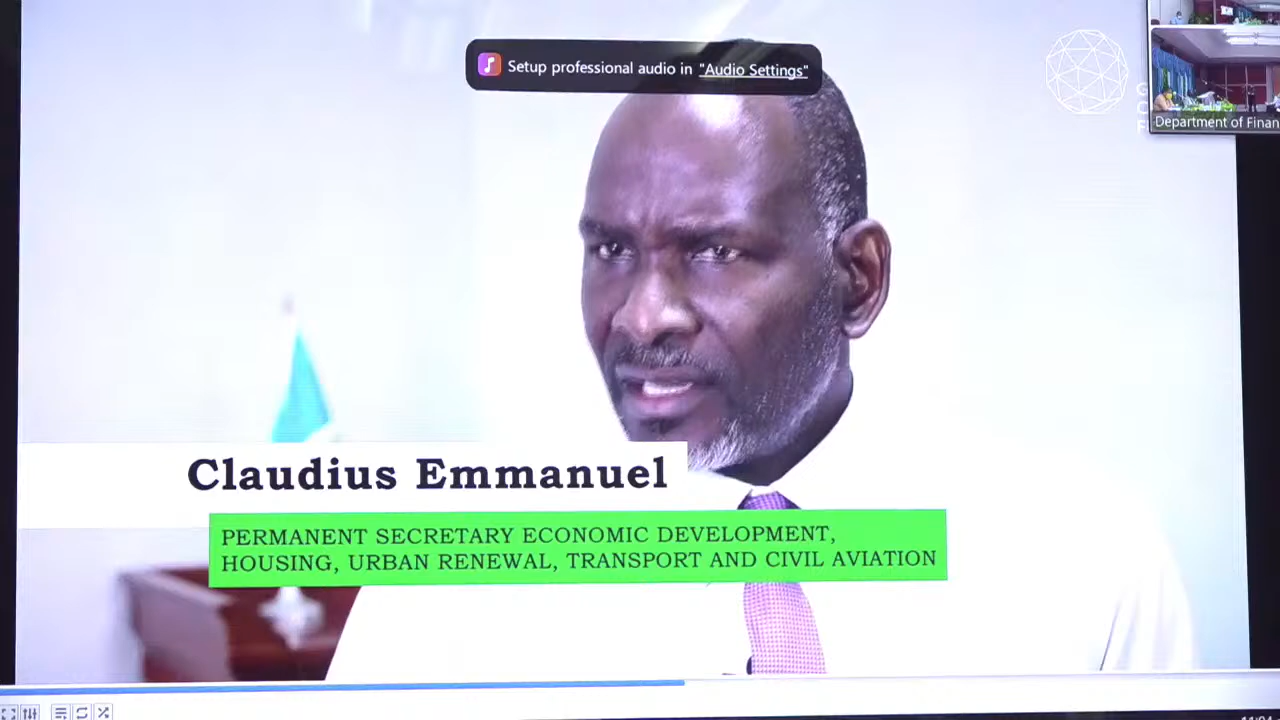 Setup professional audio in "Audio Settings"
Department of Finan
Claudius Emmanuel
PERMANENT SECRETARY ECONOMIC DEVELOPMENT,
HOUSING, URBAN RENEWAL, TRANSPORT AND CIVIL AVIATION